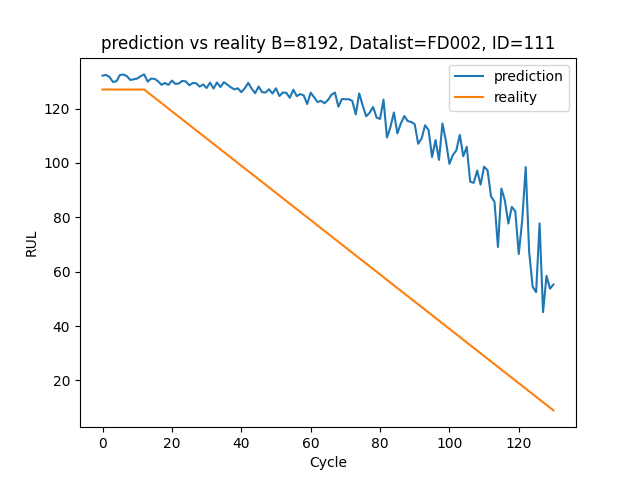 prediction vs reality B=8192, Datalist=FD002, ID=111
prediction
reality
RUL
120
100
80
60
40
20
0 20 40 60 80 100 120
Cycle